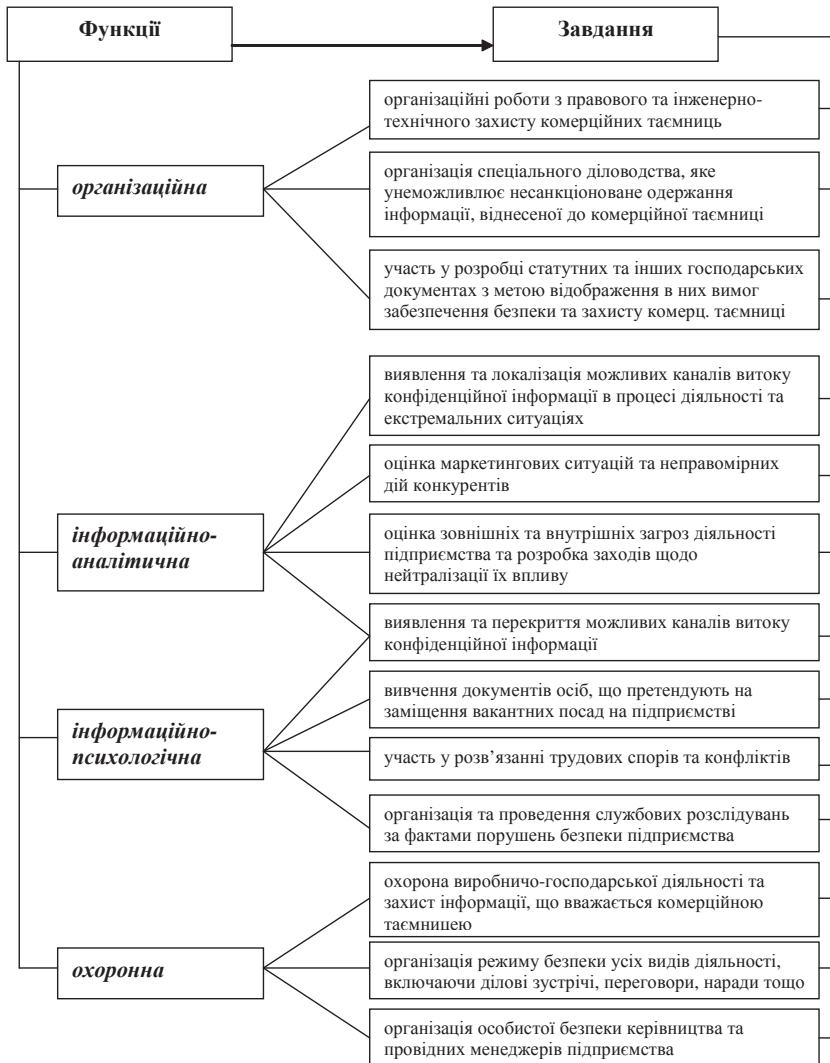 Функції
Завдання
організаційна
організаційні роботи з правового та інженерно-
технічного захисту комерційних таємниць
організація спеціального діловодства, яке
унеможливлює несанкціоноване одержання
інформації, віднесеної до комерційної таємниці
участь у розробці статутних та інших господарських
документах з метою відображення в них вимог
забезпечення безпеки та захисту комерц. таємниці
інформаційно-
аналітична
виявлення та локалізація можливих каналів витоку
конфіденційної інформації в процесі діяльності та
екстремальних ситуаціях
оцінка маркетингових ситуацій та неправомірних
дій конкурентів
оцінка зовнішніх та внутрішніх загроз діяльності
підприємства та розробка заходів щодо
нейтралізації їх впливу
виявлення та перекриття можливих каналів витоку
конфіденційної інформації
інформаційно-
психологічна
вивчення документів осіб, що претендують на
заміщення вакантних посад на підприємстві
участь у розв’язанні трудових спорів та конфліктів
організація та проведення службових розслідувань
за фактами порушень безпеки підприємства
охоронна
охорона виробничо-господарської діяльності та
захист інформації, що вважається комерційною
таємницею
організація режиму безпеки усіх видів діяльності,
включаючи ділові зустрічі, переговори, наради тощо
організація особистої безпеки керівництва та
провідних менеджерів підприємства